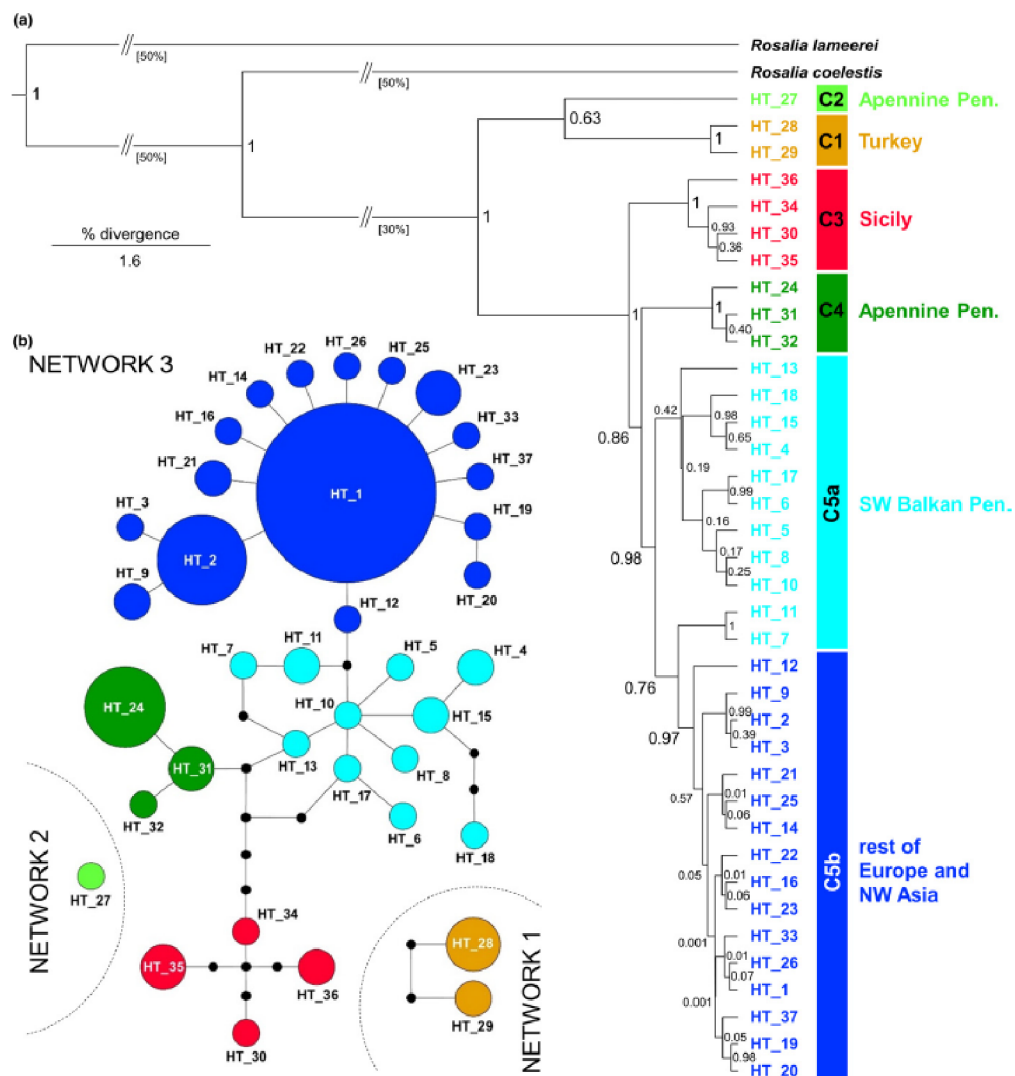 (a)
[50%]
Rosalia lameerei
[50%]
Rosalia coelestis
1
[50%]
1
[30%]
1
0.63
1
% divergence
1.6
HT_27
C2
Apennine Pen.
HT_28
HT_29
C1
Turkey
HT_36
HT_34
HT_30
HT_35
1
0.93
0.36
C3
Sicily
HT_24
HT_31
HT_32
1
1
0.40
C4
Apennine Pen.
HT_13
HT_18
HT_15
HT_4
HT_17
HT_6
HT_5
HT_8
HT_10
HT_11
HT_7
0.86
0.42
0.98
0.65
0.19
0.99
0.16
0.17
0.25
0.98
1
C5a
SW Balkan Pen.
HT_12
HT_9
HT_2
HT_3
HT_21
HT_25
HT_14
HT_22
HT_16
HT_23
HT_33
HT_26
HT_1
HT_37
HT_19
HT_20
0.76
0.97
0.99
0.39
0.57
0.01
0.06
0.05
0.01
0.06
0.001
0.01
0.07
0.001
0.05
0.98
C5b
rest of
Europe and
NW Asia
(b)
NETWORK 3
HT_26
HT_22
HT_25
HT_14
HT_23
HT_16
HT_33
HT_21
HT_37
HT_1
HT_3
HT_19
HT_2
HT_9
HT_20
HT_12
HT_7
HT_11
HT_5
HT_4
HT_24
HT_10
HT_15
HT_13
HT_8
HT_31
HT_17
HT_32
HT_6
HT_18
NETWORK 2
HT_27
HT_34
HT_35
HT_36
HT_30
NETWORK 1
HT_28
HT_29